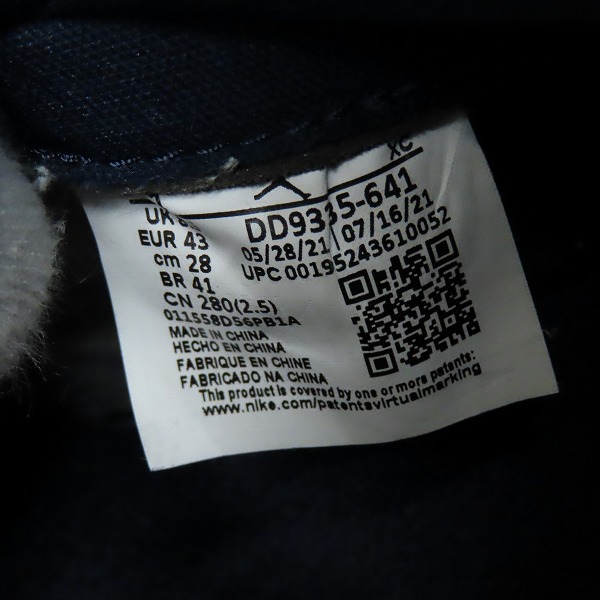 XC
UK
EUR 43
cm 28
BR 41
CN 280(2.5)
011558D56PB1A
MADE IN CHINA
HECHO EN CHINA
FABRIQUE EN CHINE
FABRICADO NA CHINA
DD9335-641
05/28/21 07/16/21
UPC 00195243610052
This product is covered by one or more patents:
www.nike.com/patentsvirtualmarking